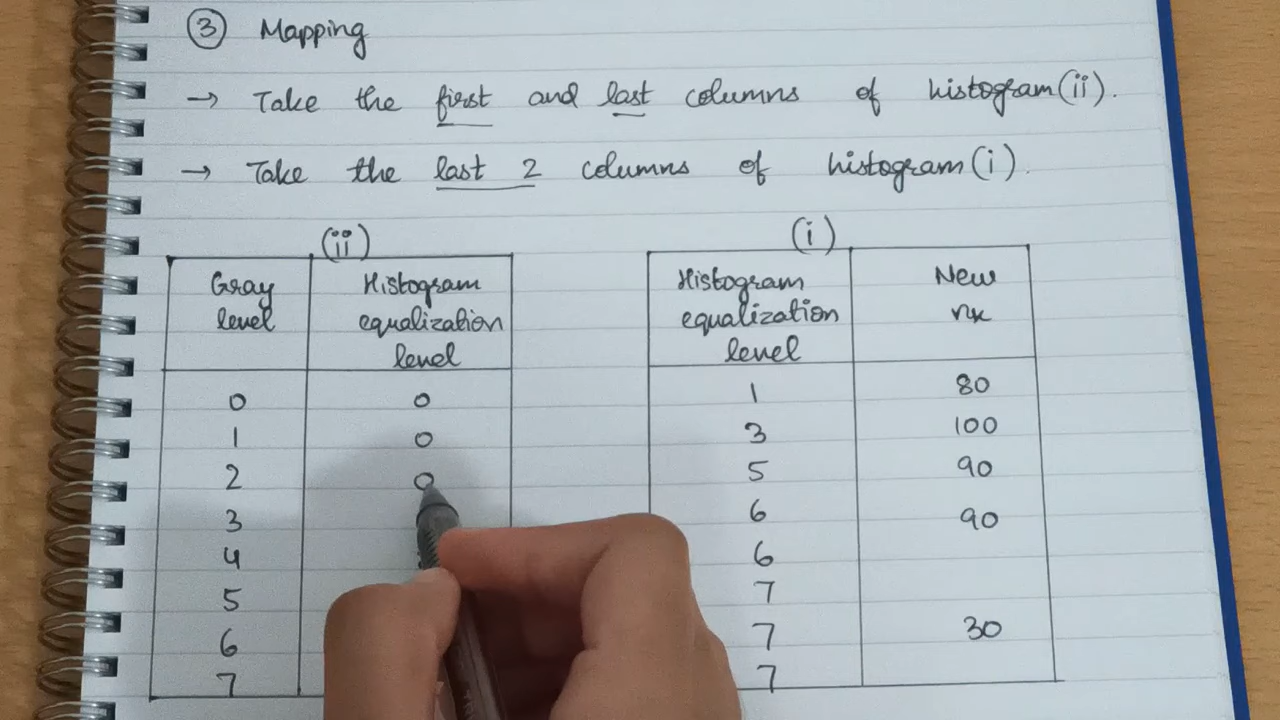 ③ Mapping
→ Take the first and last columns of histogram(ii).
→ Take the last 2 columns of histogram(i).
(ii)
Gray level | Histogram equalization level
0 | 0
1 | 0
2 | 0
3
4
5
6
7
(i)
Histogram equalization level | New nk
1 | 80
3 | 100
5 | 90
6 | 90
6
7
7 | 30
7